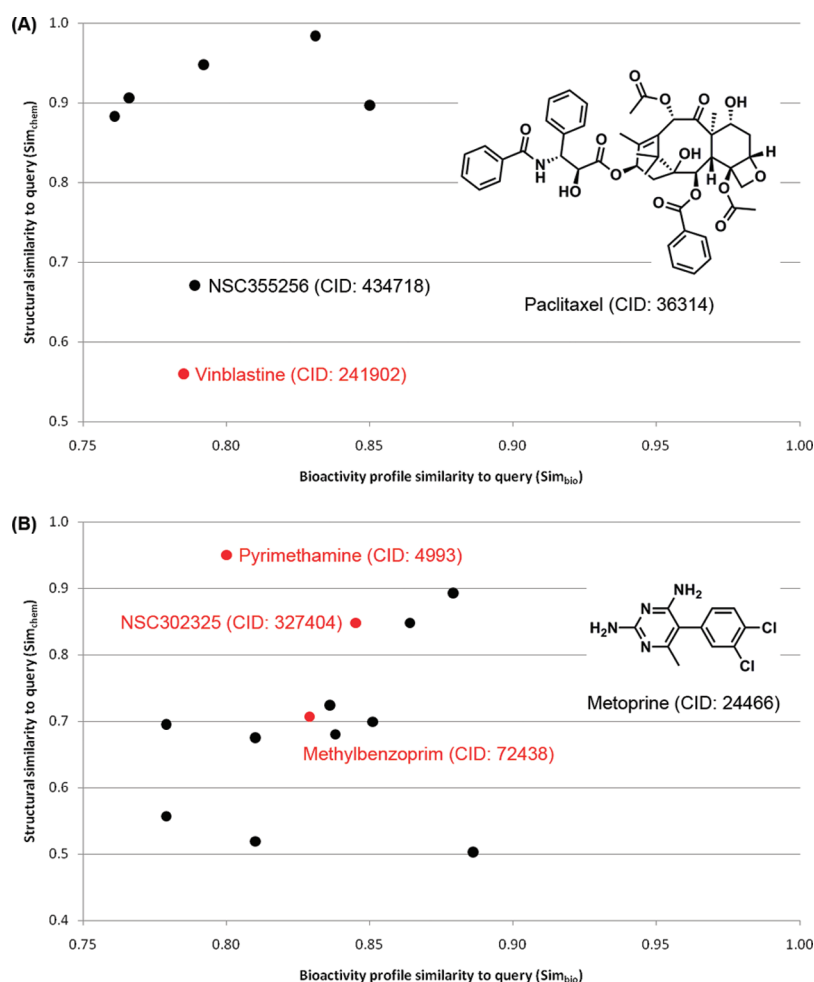 (A)
1.0
0.9
0.8
0.7
0.6
0.5
Structural similarity to query (Simchem)
O
O
O
OH
O
N
H
O
O
OH
OH
H
O
O
O
O
O
O
NSC355256 (CID: 434718)
Paclitaxel (CID: 36314)
Vinblastine (CID: 241902)
0.75 0.80 0.85 0.90 0.95 1.00
Bioactivity profile similarity to query (Simbio)
(B)
1.0
0.9
0.8
0.7
0.6
0.5
0.4
Structural similarity to query (Simchem)
Pyrimethamine (CID: 4993)
NSC302325 (CID: 327404)
NH2
N
H2N
N
Cl
Cl
Metoprine (CID: 24466)
Methylbenzoprim (CID: 72438)
0.75 0.80 0.85 0.90 0.95 1.00
Bioactivity profile similarity to query (Simbio)